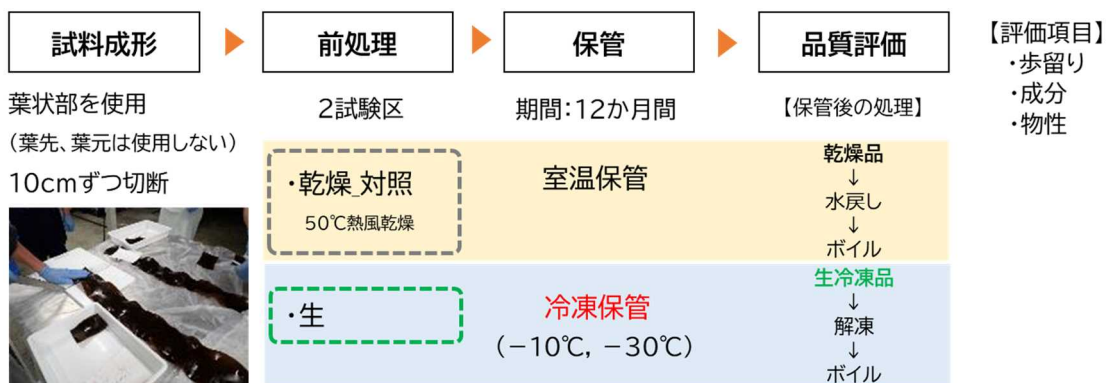 試料成形
前処理
保管
品質評価
【評価項目】
・歩留り
・成分
・物性
葉状部を使用
（葉先、葉元は使用しない）
10cmずつ切断
2試験区
期間：12か月間
【保管後の処理】
・乾燥_対照
50℃熱風乾燥
室温保管
乾燥品
↓
水戻し
↓
ボイル
・生
冷凍保管
（－10℃, －30℃）
生冷凍品
↓
解凍
↓
ボイル